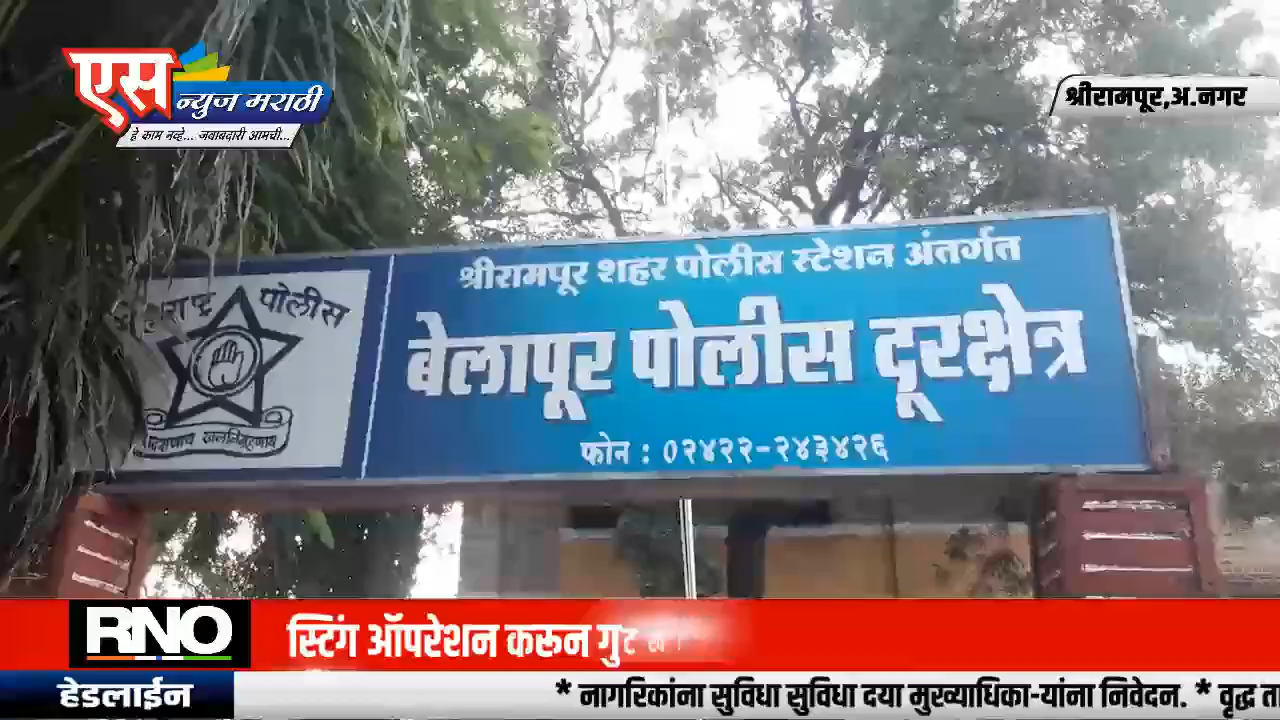 एस
न्युज मराठी
हे काम नव्हे... जबाबदारी आमची...
श्रीरामपूर,अ.नगर
श्रीरामपूर शहर पोलीस स्टेशन अंतर्गत
पोलीस
बेलापूर पोलीस दूरक्षेत्र
फोन : ०२४२२-२४३४२६
RNO
स्टिंग ऑपरेशन करून
हेडलाईन
* नागरिकांना सुविधा सुविधा दया मुख्याधिका-यांना निवेदन. * वृद्ध